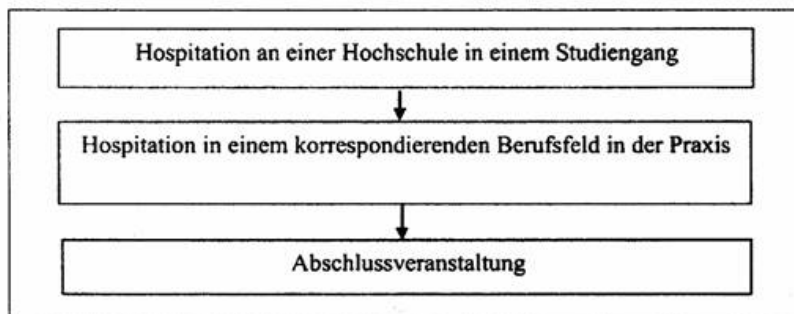 Hospitation an einer Hochschule in einem Studiengang
Hospitation in einem korrespondierenden Berufsfeld in der Praxis
Abschlussveranstaltung